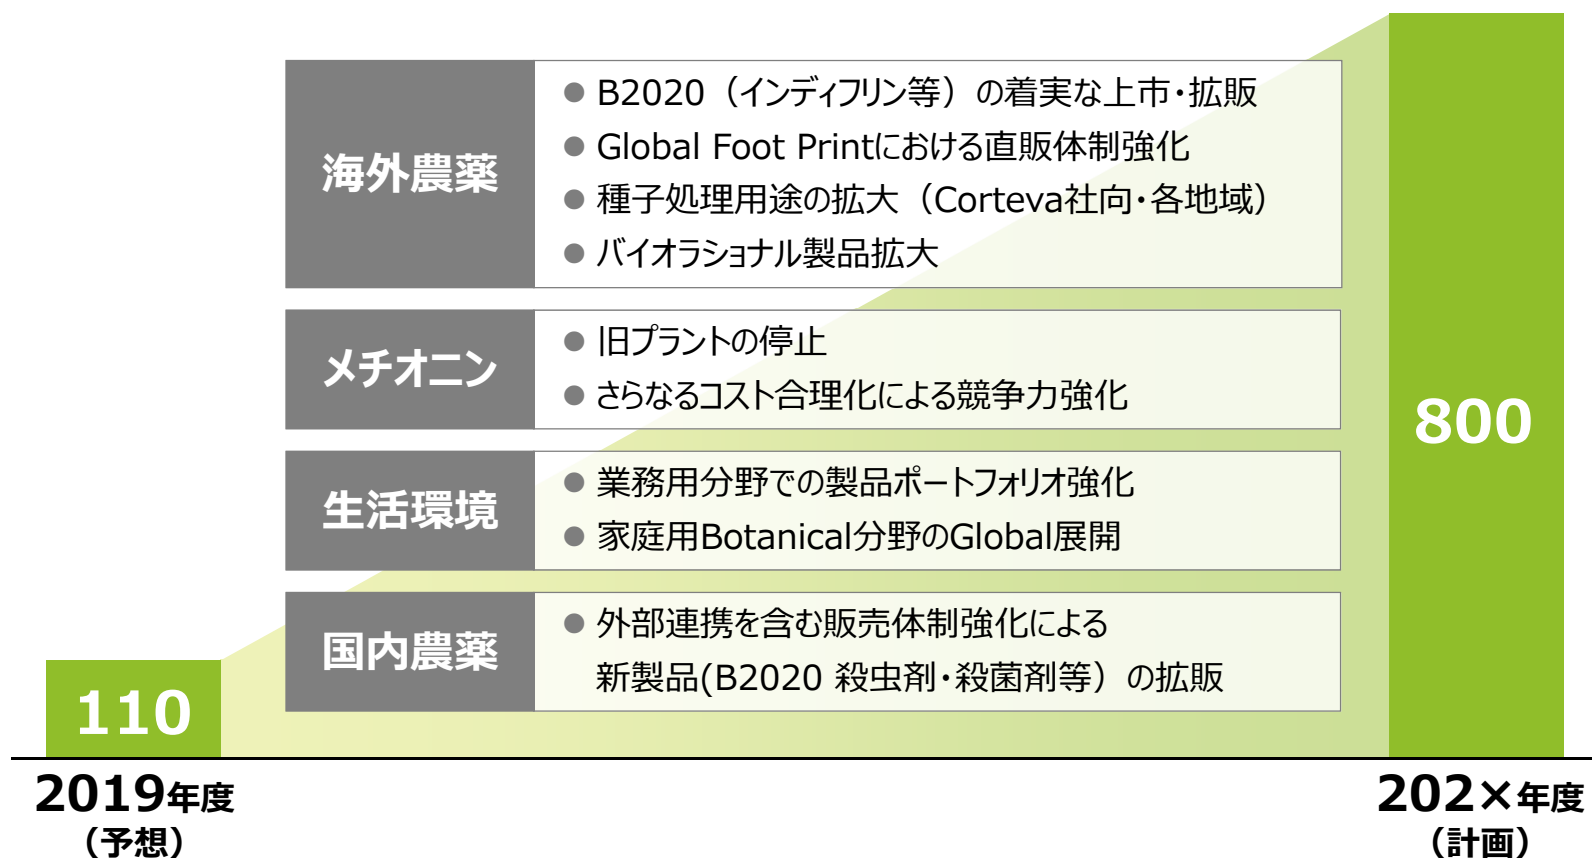 海外農薬
● B2020（インディフリン等）の着実な上市・拡販
● Global Foot Printにおける直販体制強化
● 種子処理用途の拡大（Corteva社向・各地域）
● バイオラショナル製品拡大
メチオニン
● 旧プラントの停止
● さらなるコスト合理化による競争力強化
生活環境
● 業務用分野での製品ポートフォリオ強化
● 家庭用Botanical分野のGlobal展開
国内農薬
● 外部連携を含む販売体制強化による
新製品(B2020 殺虫剤・殺菌剤等）の拡販
110
800
2019年度
（予想）
202×年度
（計画）